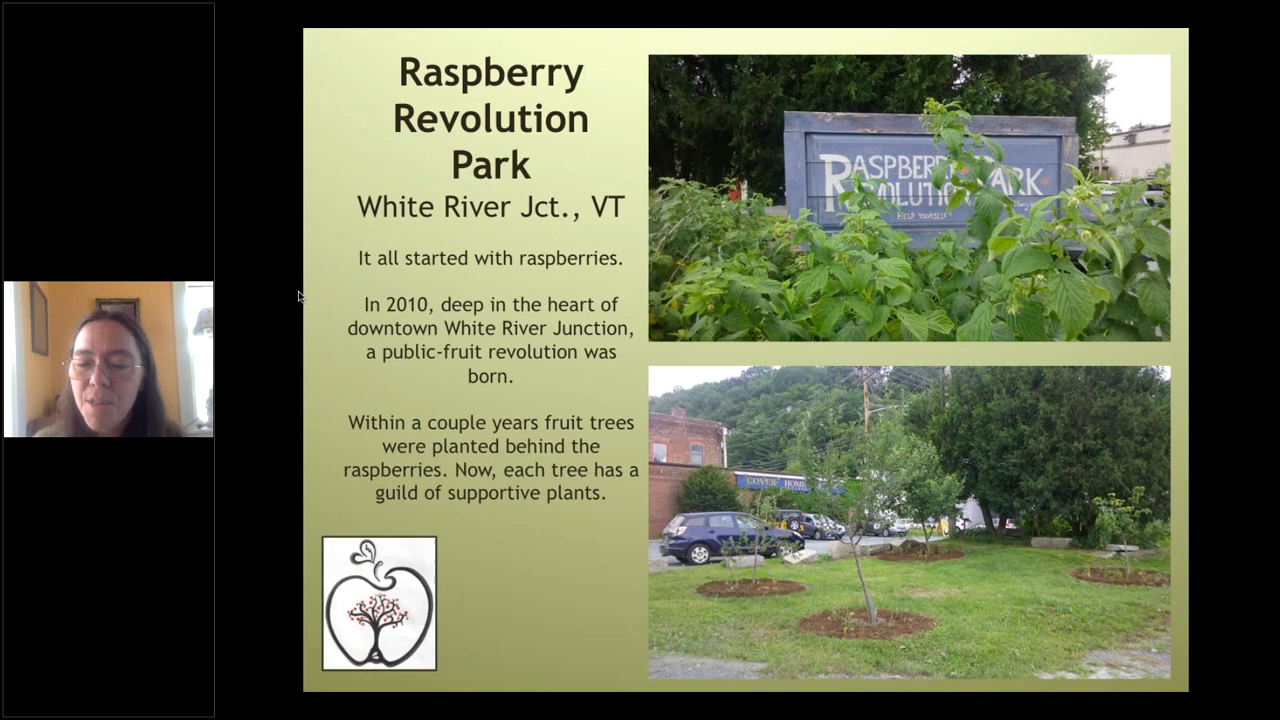 Raspberry
Revolution
Park
White River Jct., VT
It all started with raspberries.
In 2010, deep in the heart of
downtown White River Junction,
a public-fruit revolution was
born.
Within a couple years fruit trees
were planted behind the
raspberries. Now, each tree has a
guild of supportive plants.
HELP YOURSELF!
COVER HOME